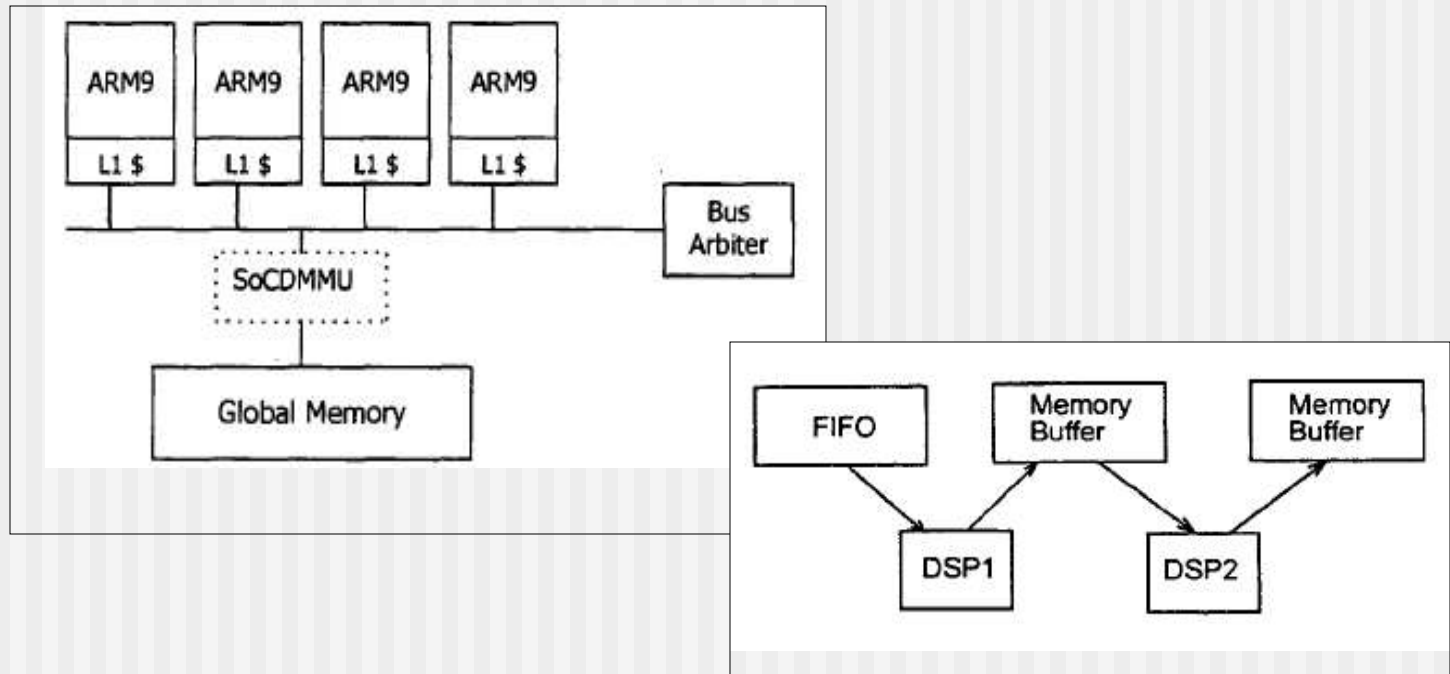 ARM9
ARM9
ARM9
ARM9
L1 $
L1 $
L1 $
L1 $
Bus
Arbiter
SoCDMMU
Global Memory
FIFO
Memory
Buffer
Memory
Buffer
DSP1
DSP2